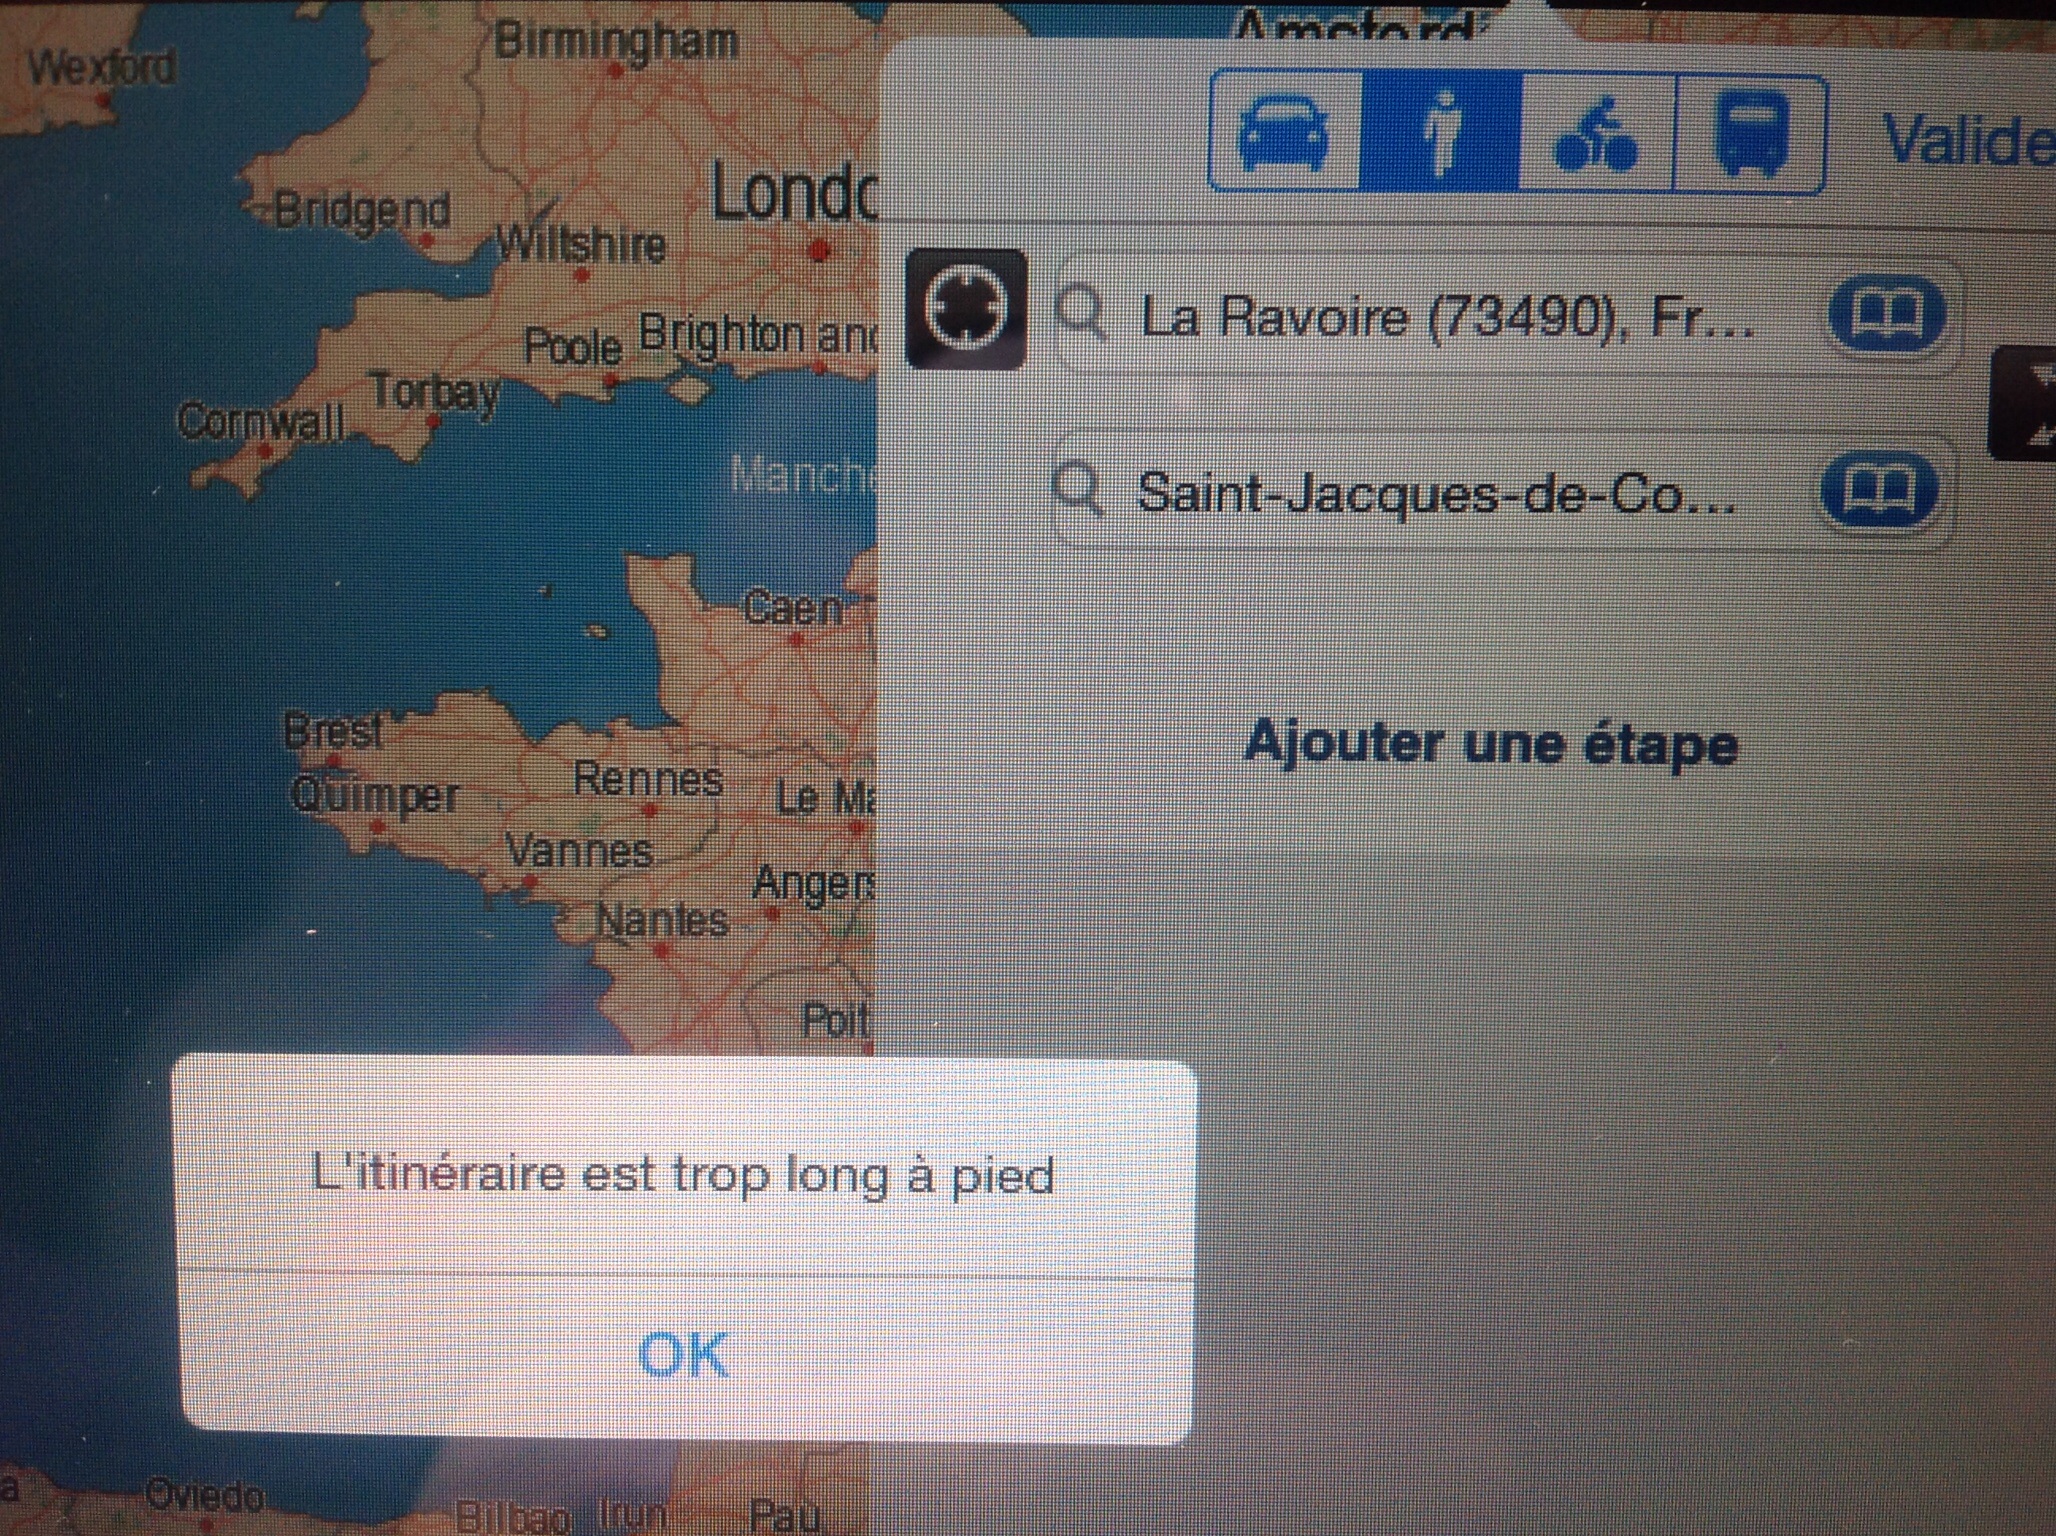 Birmingham
Amsterd
Wexford
Valide
Londo
Bridgend
Wiltshire
La Ravoire (73490), Fr...
Poole
Brighton and
Torbay
Cornwall
Manche
Saint-Jacques-de-Co...
Caen
Brest
Ajouter une étape
Rennes
Quimper
Le Ma
Vannes
Angers
Nantes
Poit
L'itinéraire est trop long à pied
OK
a
Oviedo
Bilbao
Irun
Pau